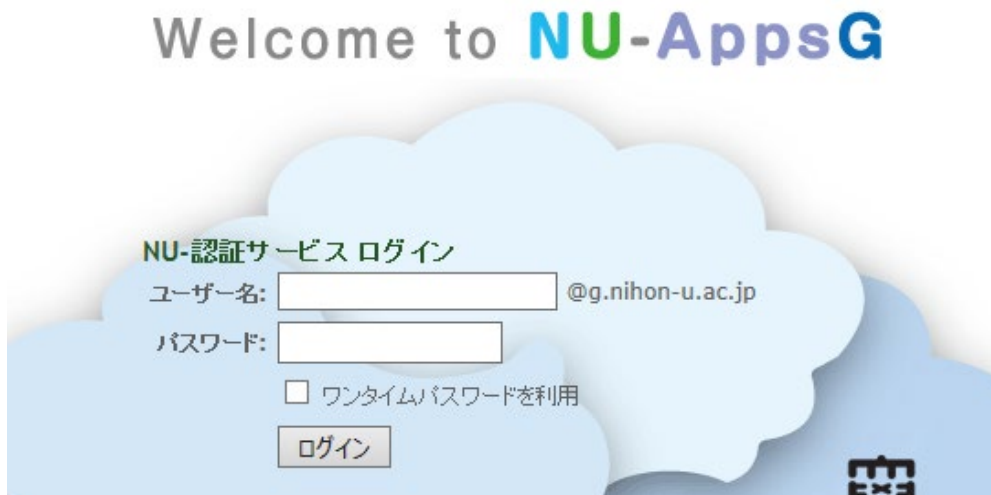 Welcome to NU-AppsG
NU-認証サービス ログイン
ユーザー名: @g.nihon-u.ac.jp
パスワード:
ワンタイムパスワードを利用
ログイン